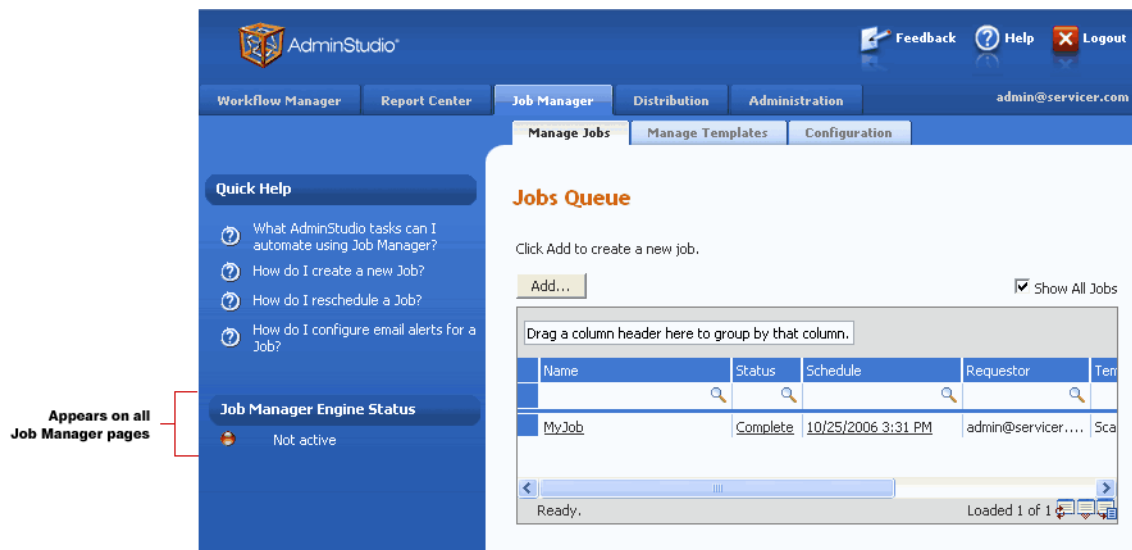 AdminStudio®
Feedback
Help
Logout
Workflow Manager
Report Center
Job Manager
Distribution
Administration
admin@servicer.com
Manage Jobs
Manage Templates
Configuration
Quick Help
What AdminStudio tasks can I
automate using Job Manager?
How do I create a new Job?
How do I reschedule a Job?
How do I configure email alerts for a
Job?
Appears on all
Job Manager pages
Job Manager Engine Status
Not active
Jobs Queue
Click Add to create a new job.
Add...
Show All Jobs
Drag a column header here to group by that column.
Name Status Schedule Requestor Tem
MyJob Complete 10/25/2006 3:31 PM admin@servicer.... Sca
Ready.
Loaded 1 of 1